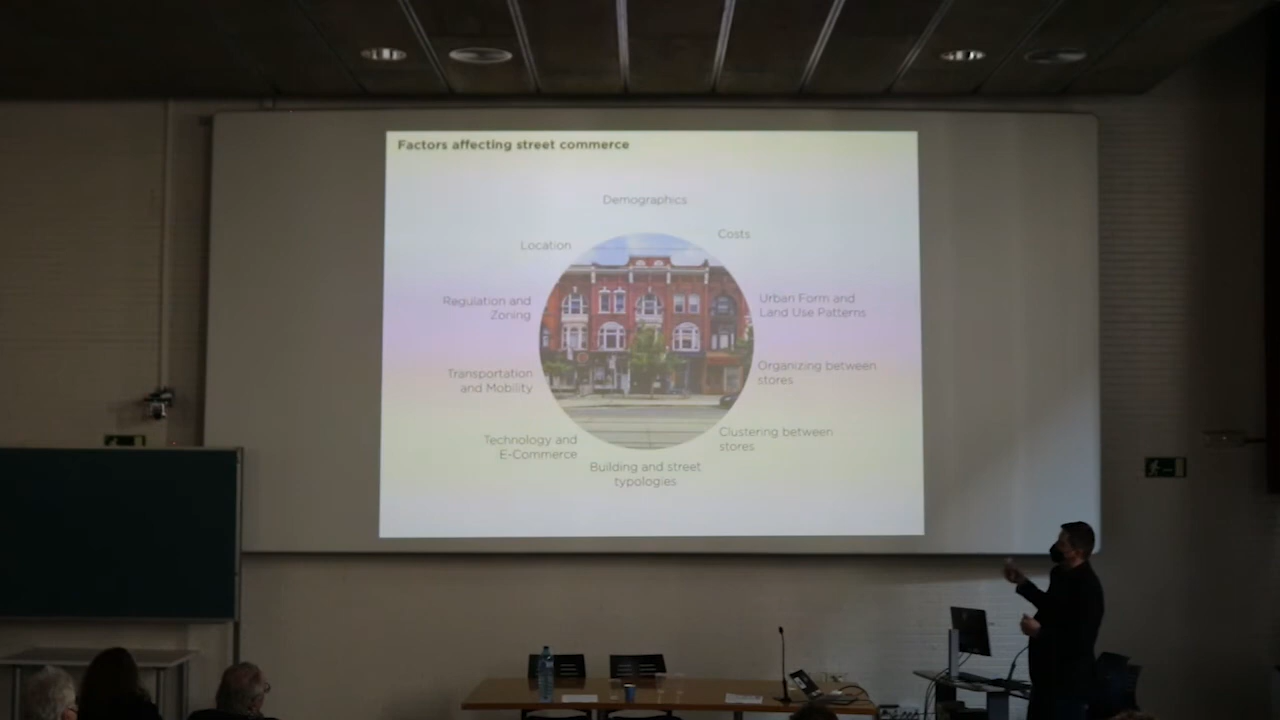 Factors affecting street commerce
Demographics
Costs
Location
Regulation and
Zoning
Urban Form and
Land Use Patterns
Transportation
and Mobility
Organizing between
stores
Technology and
E-Commerce
Clustering between
stores
Building and street
typologies